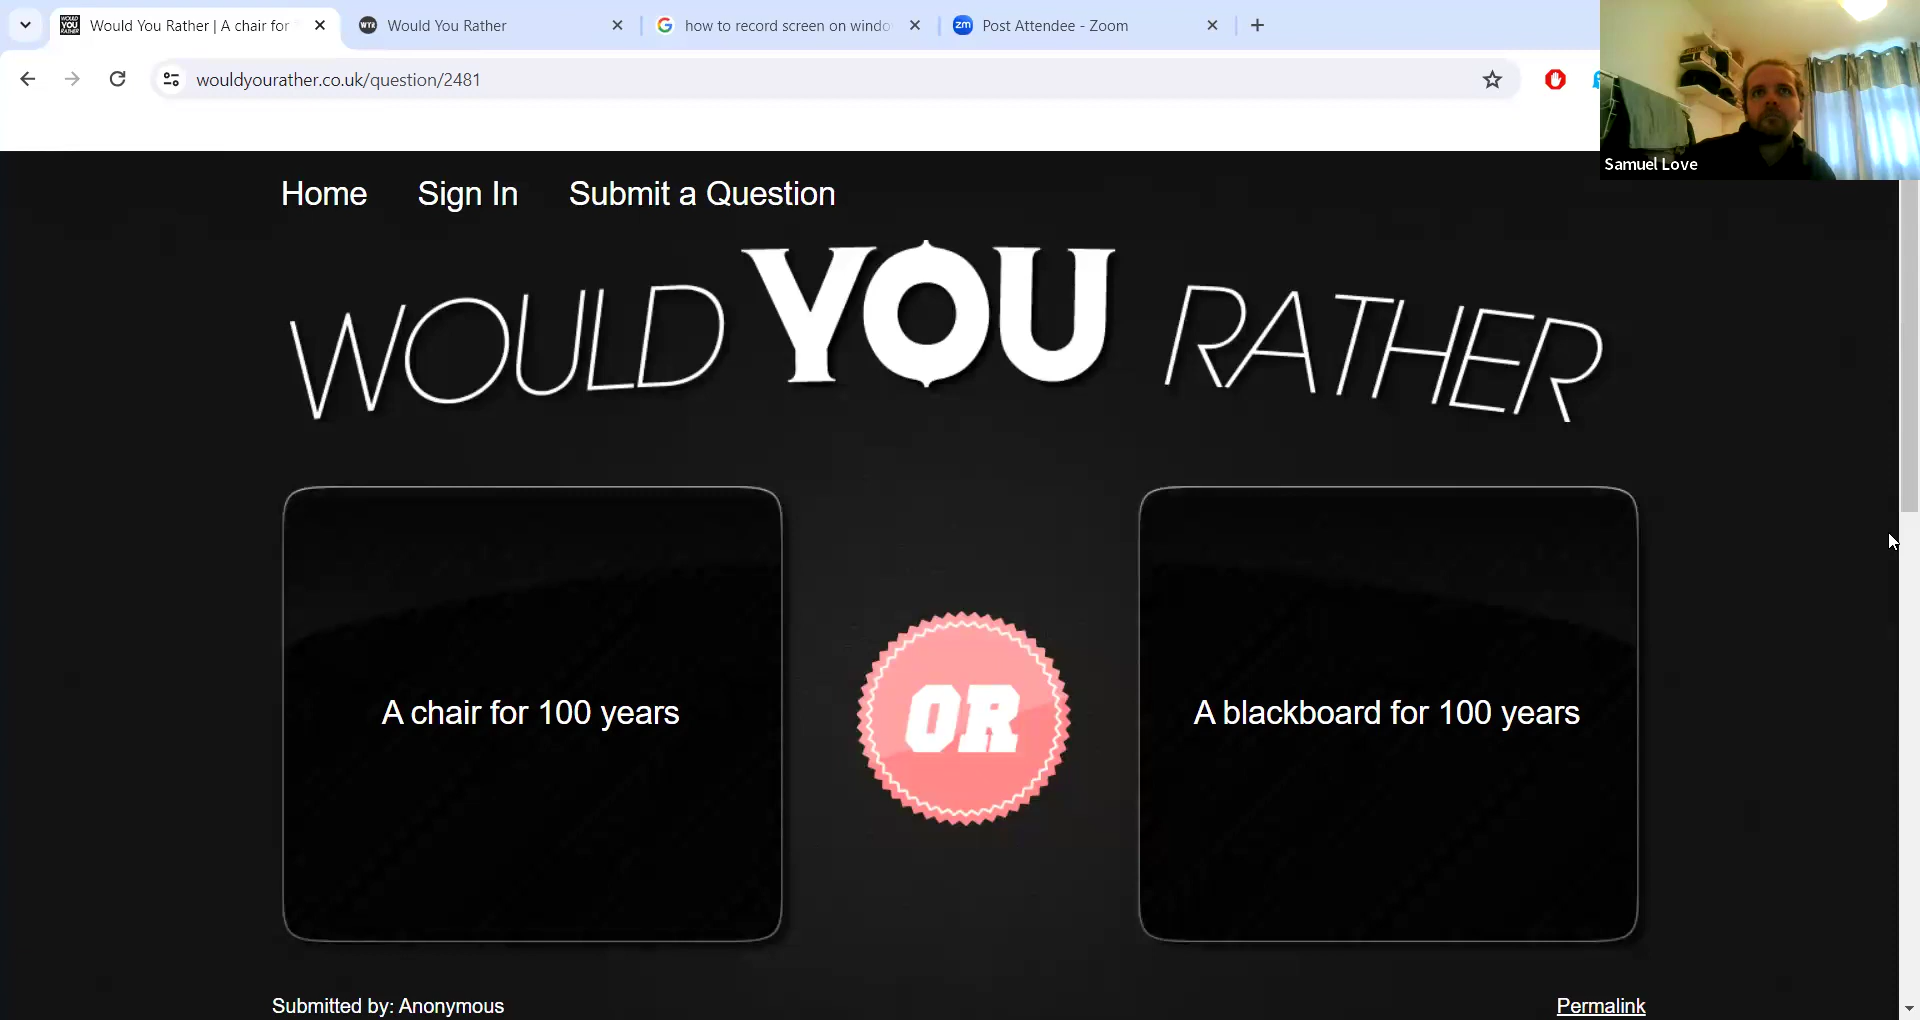 Would You Rather | A chair for
Would You Rather
how to record screen on windo
zm
Post Attendee - Zoom
wouldyourather.co.uk/question/2481
Samuel Love
Home
Sign In
Submit a Question
WOULD YOU RATHER
A chair for 100 years
OR
A blackboard for 100 years
Submitted by: Anonymous
Permalink